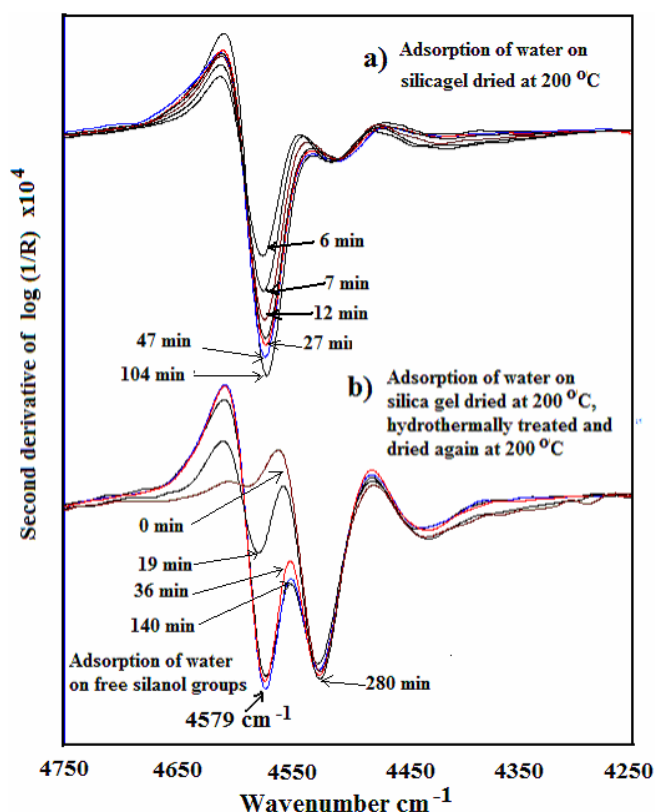 a) Adsorption of water on
silicagel dried at 200 °C
6 min
7 min
12 min
47 min
27 min
104 min
b) Adsorption of water on
silica gel dried at 200 °C,
hydrothermally treated and
dried again at 200 °C
0 min
19 min
36 min
140 min
Adsorption of water
on free silanol groups
280 min
4579 cm⁻¹
Second derivative of log (1/R) x10⁴
4750 4650 4550 4450 4350 4250
Wavenumber cm⁻¹